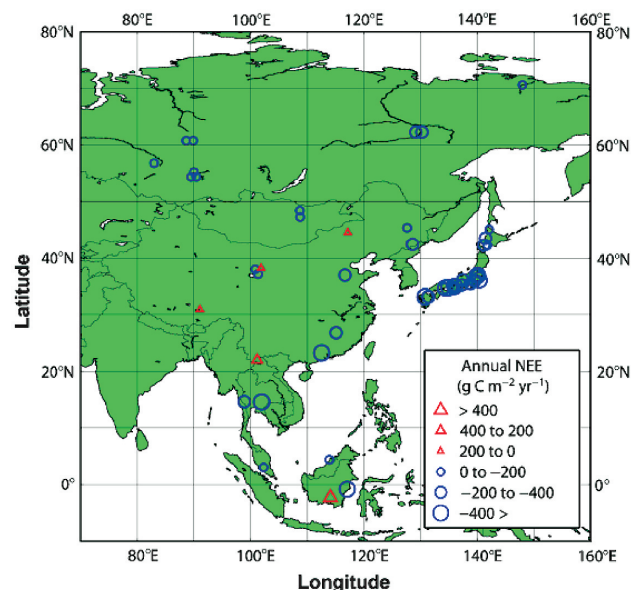 80°E 100°E 120°E 140°E 160°E
80°N 80°N
60°N 60°N
40°N 40°N
20°N 20°N
0° 0°
Latitude
Annual NEE
(g C m⁻² yr⁻¹)
> 400
400 to 200
200 to 0
0 to −200
−200 to −400
−400 >
80°E 100°E 120°E 140°E 160°E
Longitude